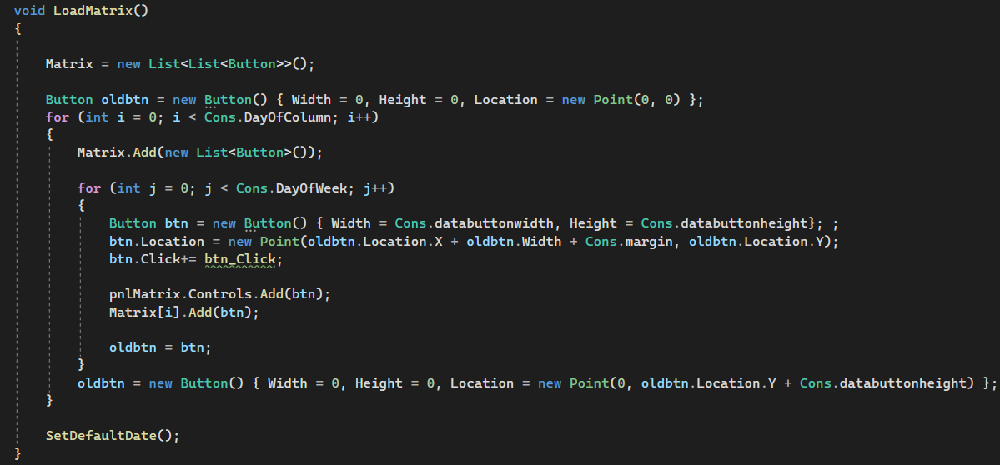 void LoadMatrix()
{
Matrix = new List<List<Button>>();
Button oldbtn = new Button() { Width = 0, Height = 0, Location = new Point(0, 0) };
for (int i = 0; i < Cons.DayOfColumn; i++)
{
Matrix.Add(new List<Button>());
for (int j = 0; j < Cons.DayOfWeek; j++)
{
Button btn = new Button() { Width = Cons.databuttonwidth, Height = Cons.databuttonheight}; ;
btn.Location = new Point(oldbtn.Location.X + oldbtn.Width + Cons.margin, oldbtn.Location.Y);
btn.Click+= btn_Click;
pnlMatrix.Controls.Add(btn);
Matrix[i].Add(btn);
oldbtn = btn;
}
oldbtn = new Button() { Width = 0, Height = 0, Location = new Point(0, oldbtn.Location.Y + Cons.databuttonheight) };
}
SetDefaultDate();
}